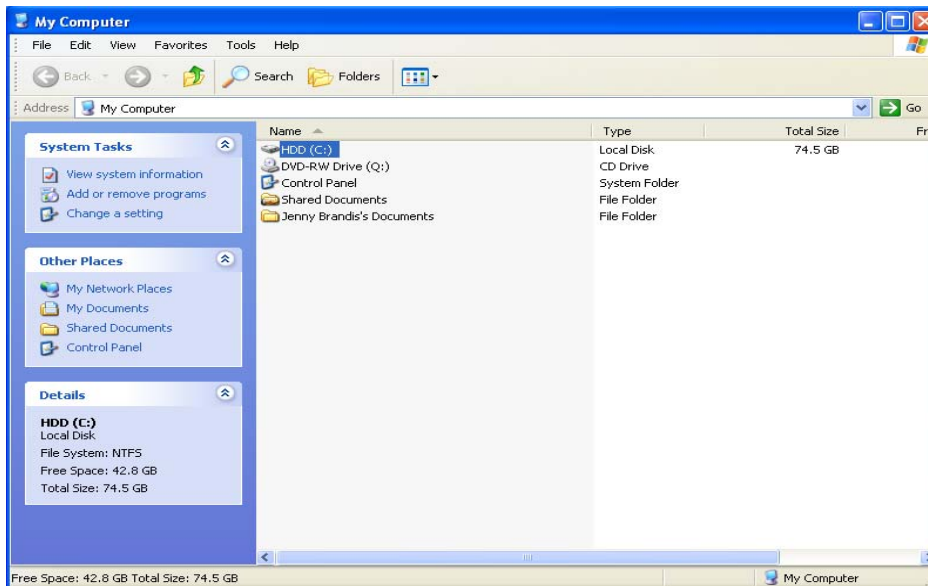 My Computer
File Edit View Favorites Tools Help
Back Search Folders
Address My Computer Go
Name Type Total Size Fr
HDD (C:) Local Disk 74.5 GB
DVD-RW Drive (Q:) CD Drive
Control Panel System Folder
Shared Documents File Folder
Jenny Brandis's Documents File Folder
System Tasks
View system information
Add or remove programs
Change a setting
Other Places
My Network Places
My Documents
Shared Documents
Control Panel
Details
HDD (C:)
Local Disk
File System: NTFS
Free Space: 42.8 GB
Total Size: 74.5 GB
Free Space: 42.8 GB Total Size: 74.5 GB My Computer